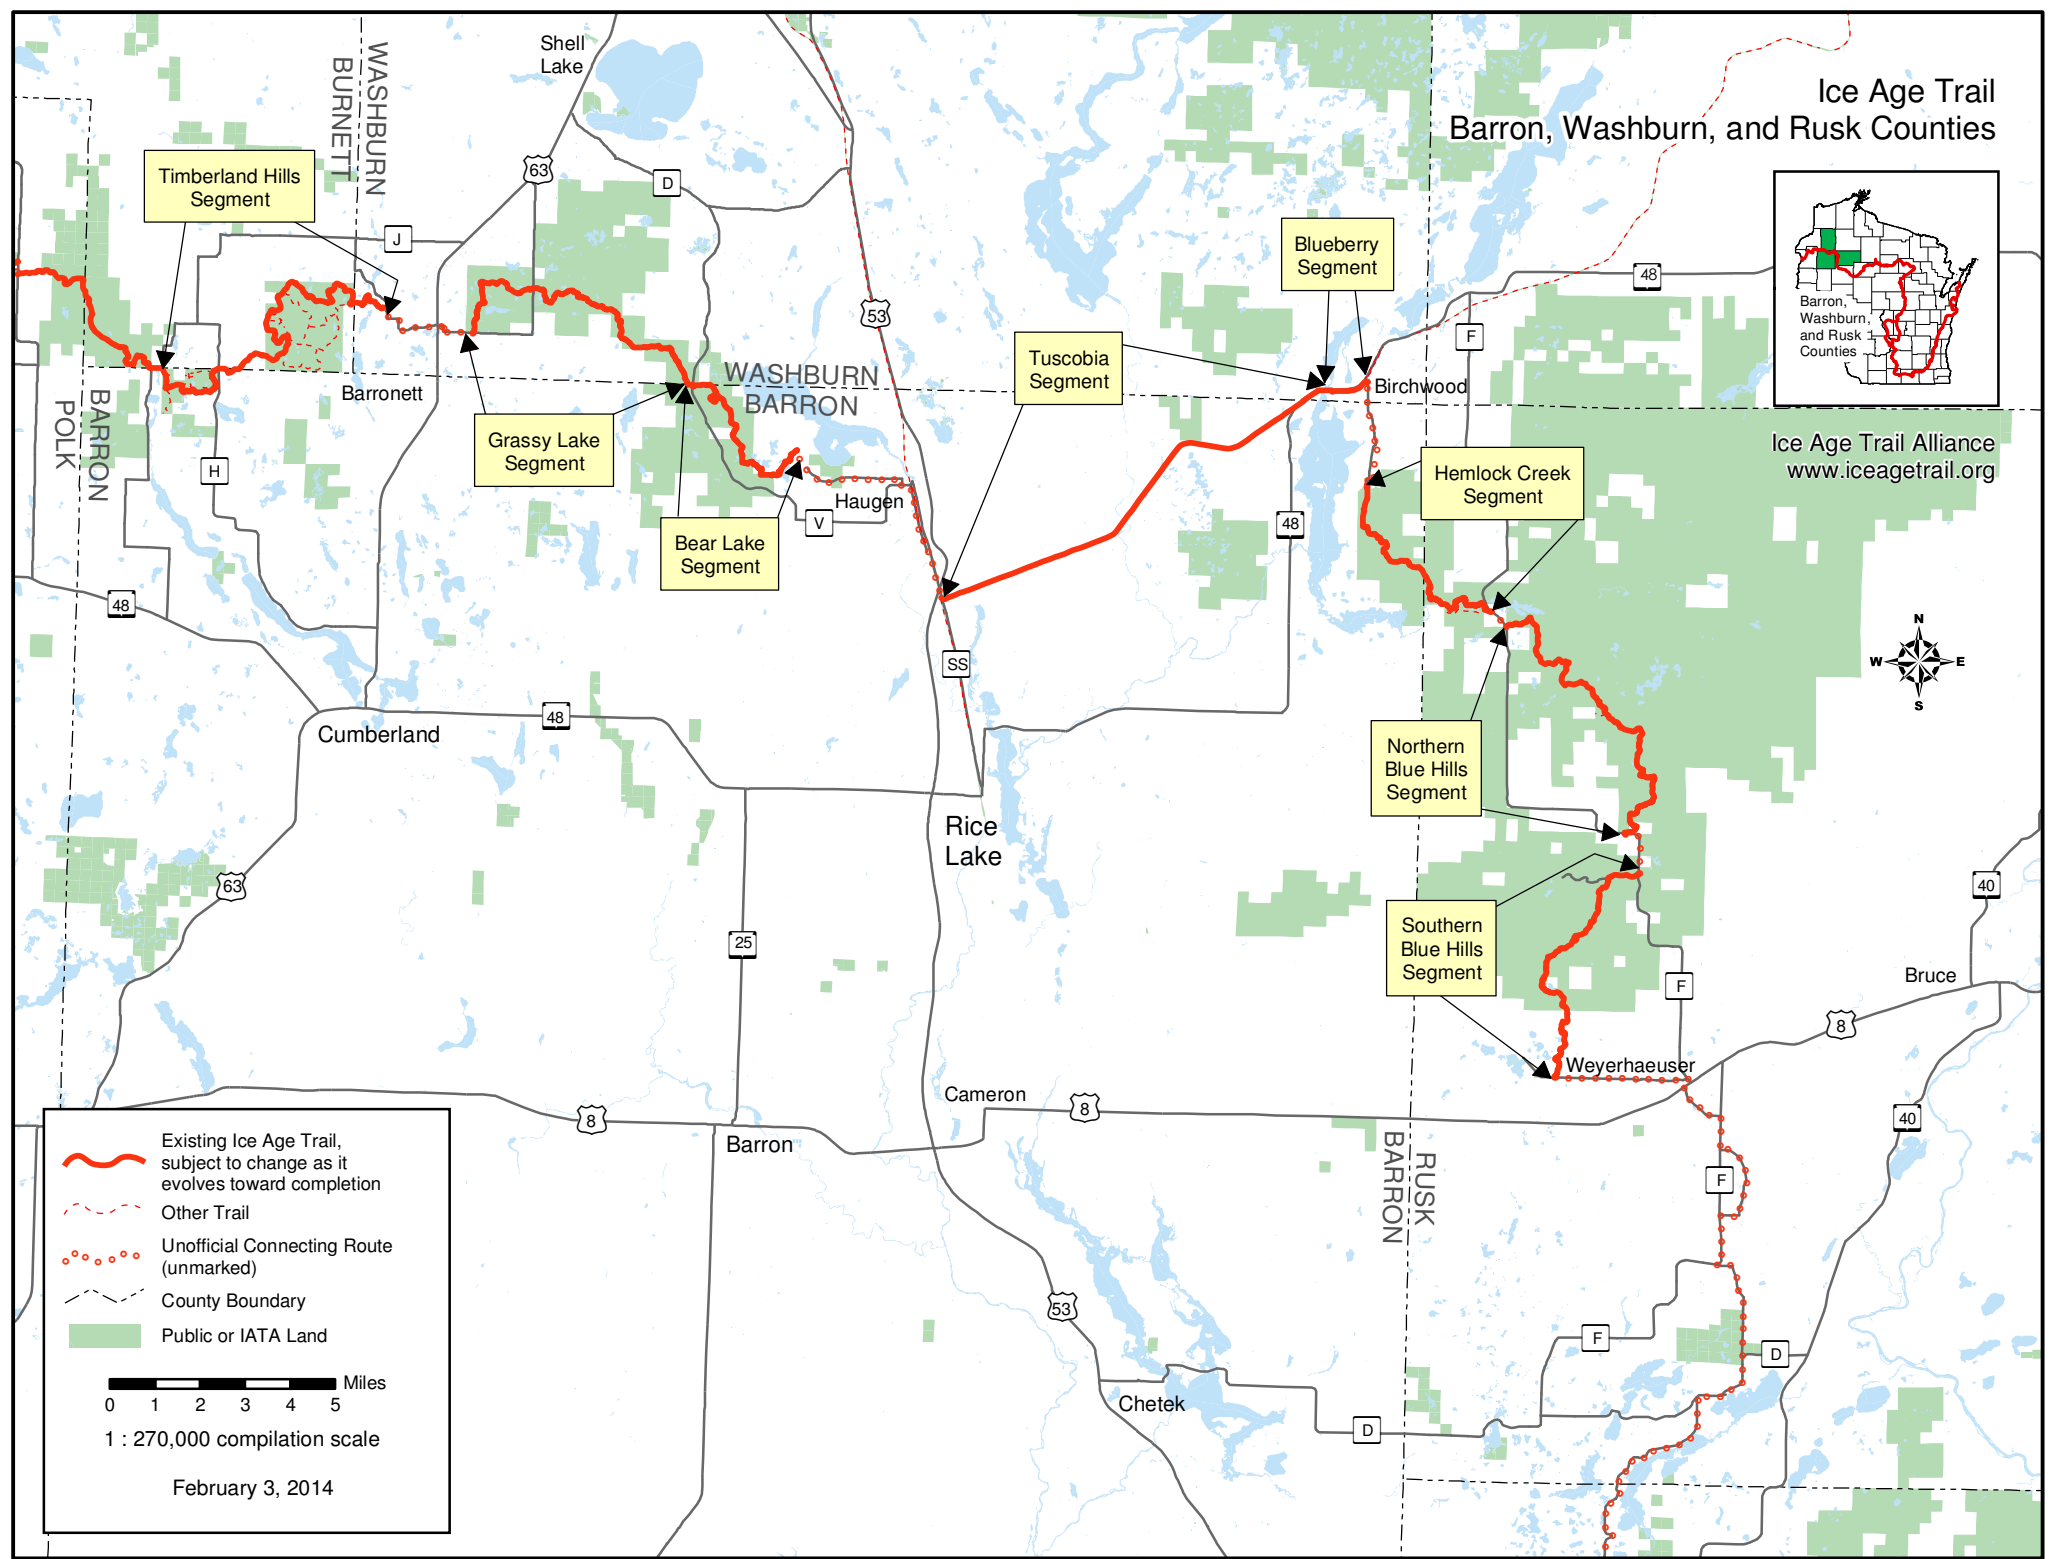 Ice Age Trail
Barron, Washburn, and Rusk Counties
Shell
Lake
WASHBURN
BURNETT
63
D
Timberland Hills
Segment
J
Blueberry
Segment
48
53
F
Barron,
Washburn,
and Rusk
Counties
Tuscobia
Segment
WASHBURN
BARRON
Birchwood
Barronett
BARRON
POLK
Grassy Lake
Segment
Ice Age Trail Alliance
www.iceagetrail.org
H
Hemlock Creek
Segment
Haugen
V
48
Bear Lake
Segment
48
N
W
E
S
SS
48
Cumberland
Northern
Blue Hills
Segment
Rice
Lake
63
40
25
Southern
Blue Hills
Segment
F
Bruce
8
Weyerhaeuser
Cameron
8
8
Barron
40
RUSK
BARRON
F
53
F
D
Chetek
D
Existing Ice Age Trail,
subject to change as it
evolves toward completion
Other Trail
Unofficial Connecting Route
(unmarked)
County Boundary
Public or IATA Land
Miles
0 1 2 3 4 5
1 : 270,000 compilation scale
February 3, 2014